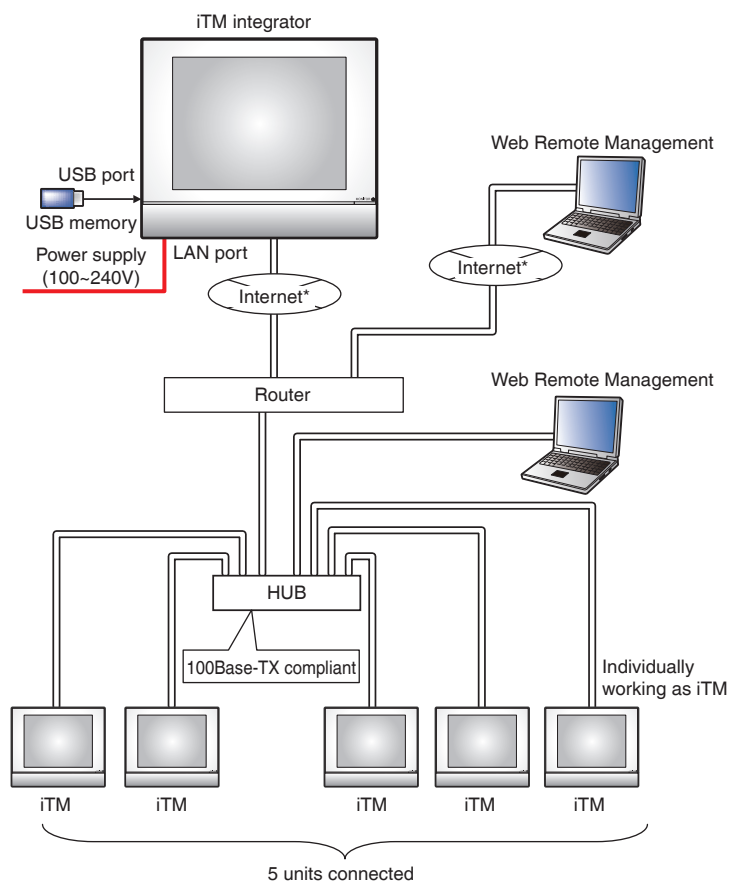 iTM integrator
Web Remote Management
USB port
USB memory
Power supply
(100~240V)
LAN port
Internet*
Internet*
Router
Web Remote Management
HUB
100Base-TX compliant
Individually
working as iTM
iTM
iTM
iTM
iTM
iTM
5 units connected